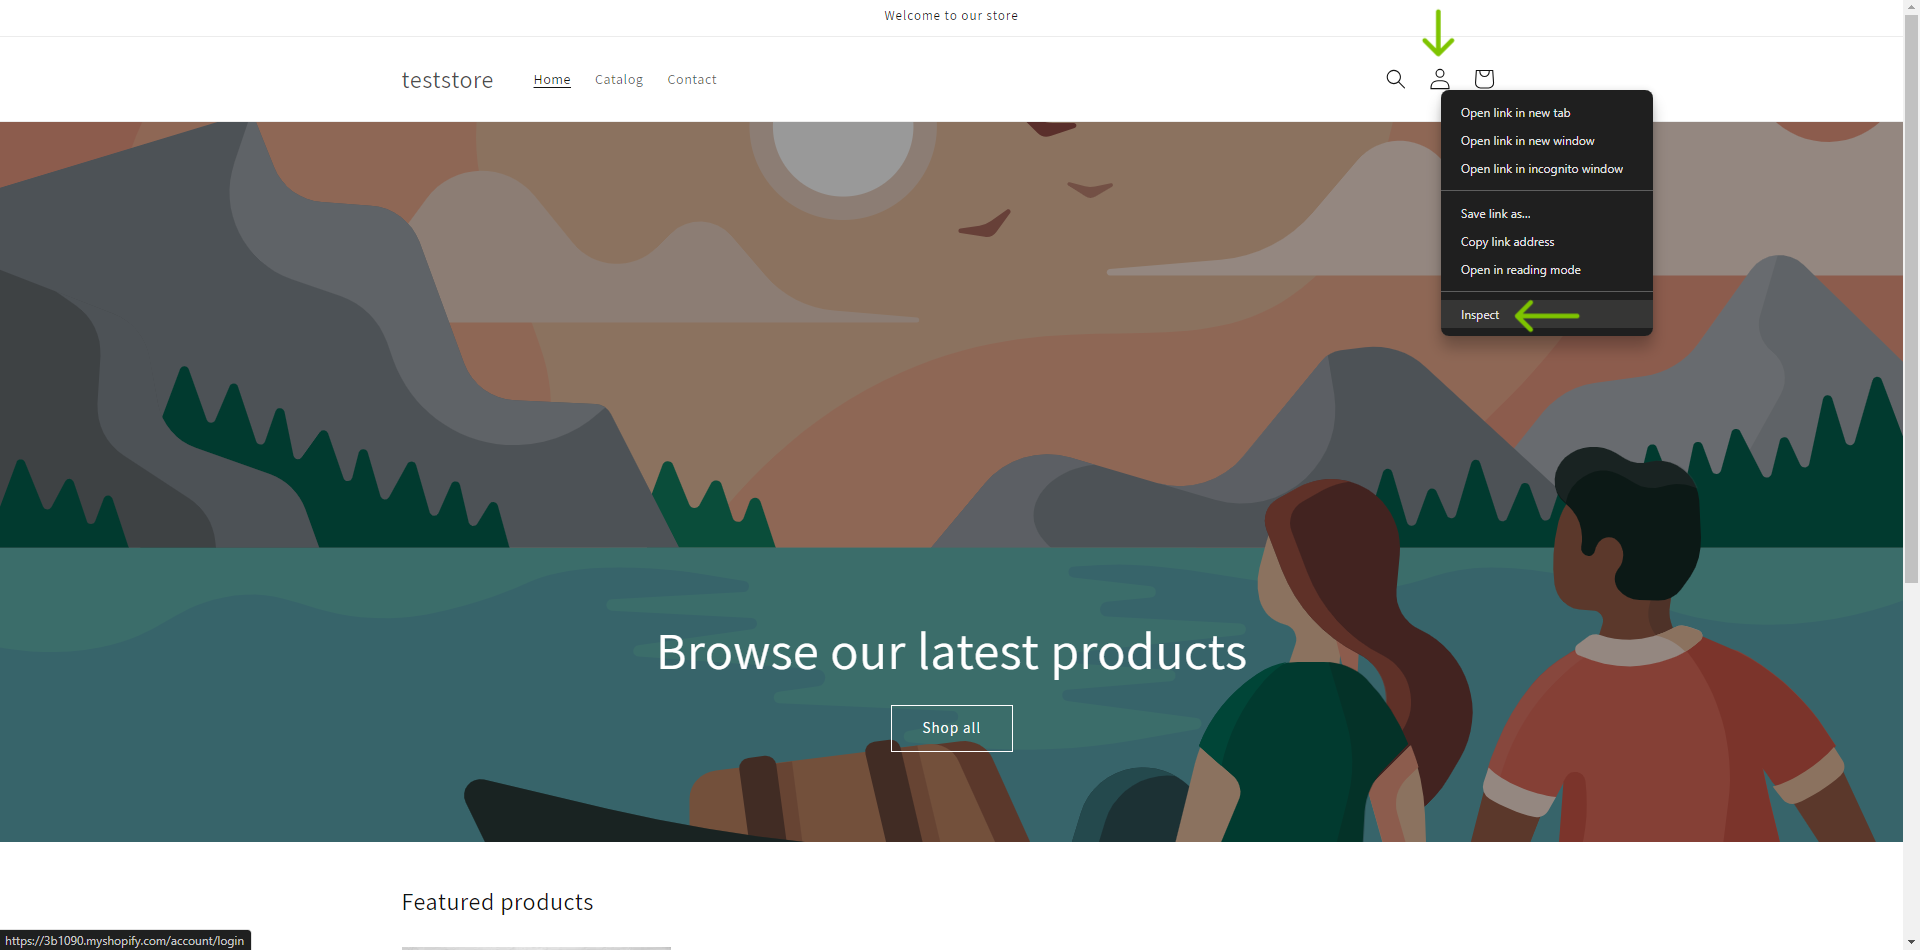 Welcome to our store
teststore
Home
Catalog
Contact
Open link in new tab
Open link in new window
Open link in incognito window
Save link as...
Copy link address
Open in reading mode
Inspect
Browse our latest products
Shop all
Featured products
https://3b1090.myshopify.com/account/login